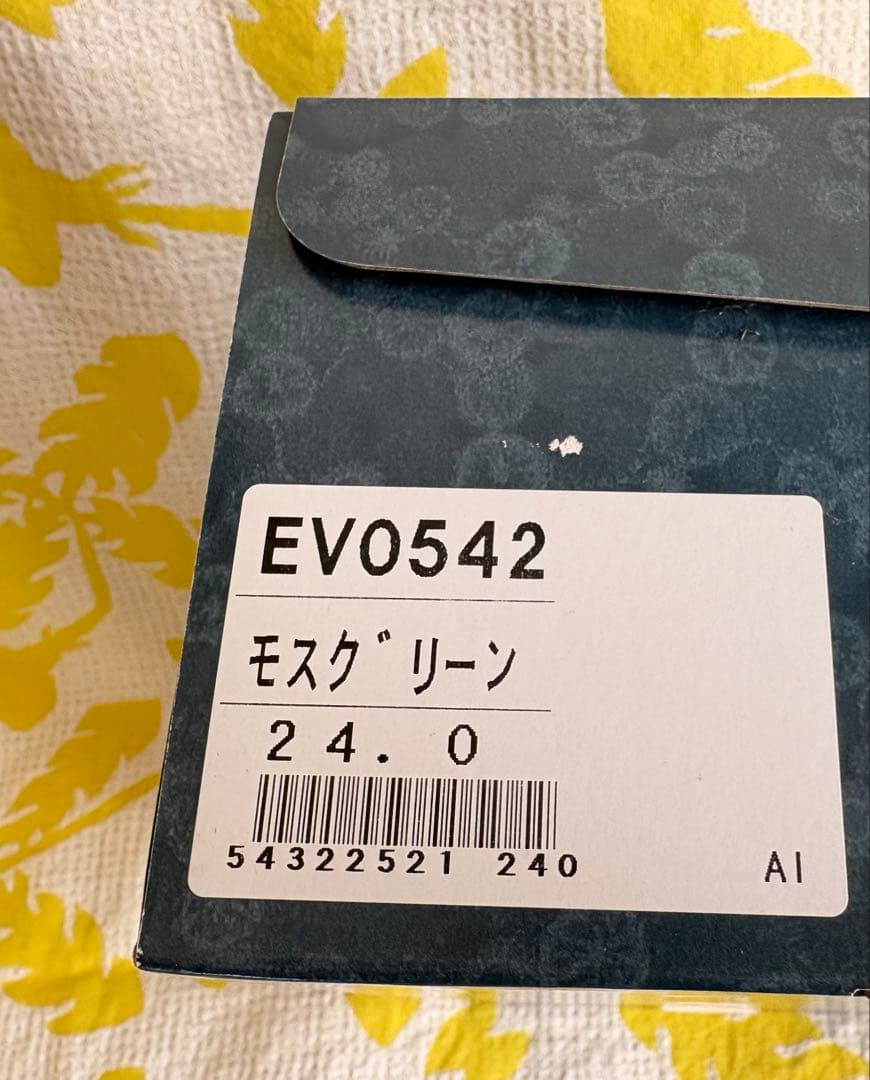 EV0542
ﾓｽｸﾞﾘｰﾝ
24.0
54322521 240
AI